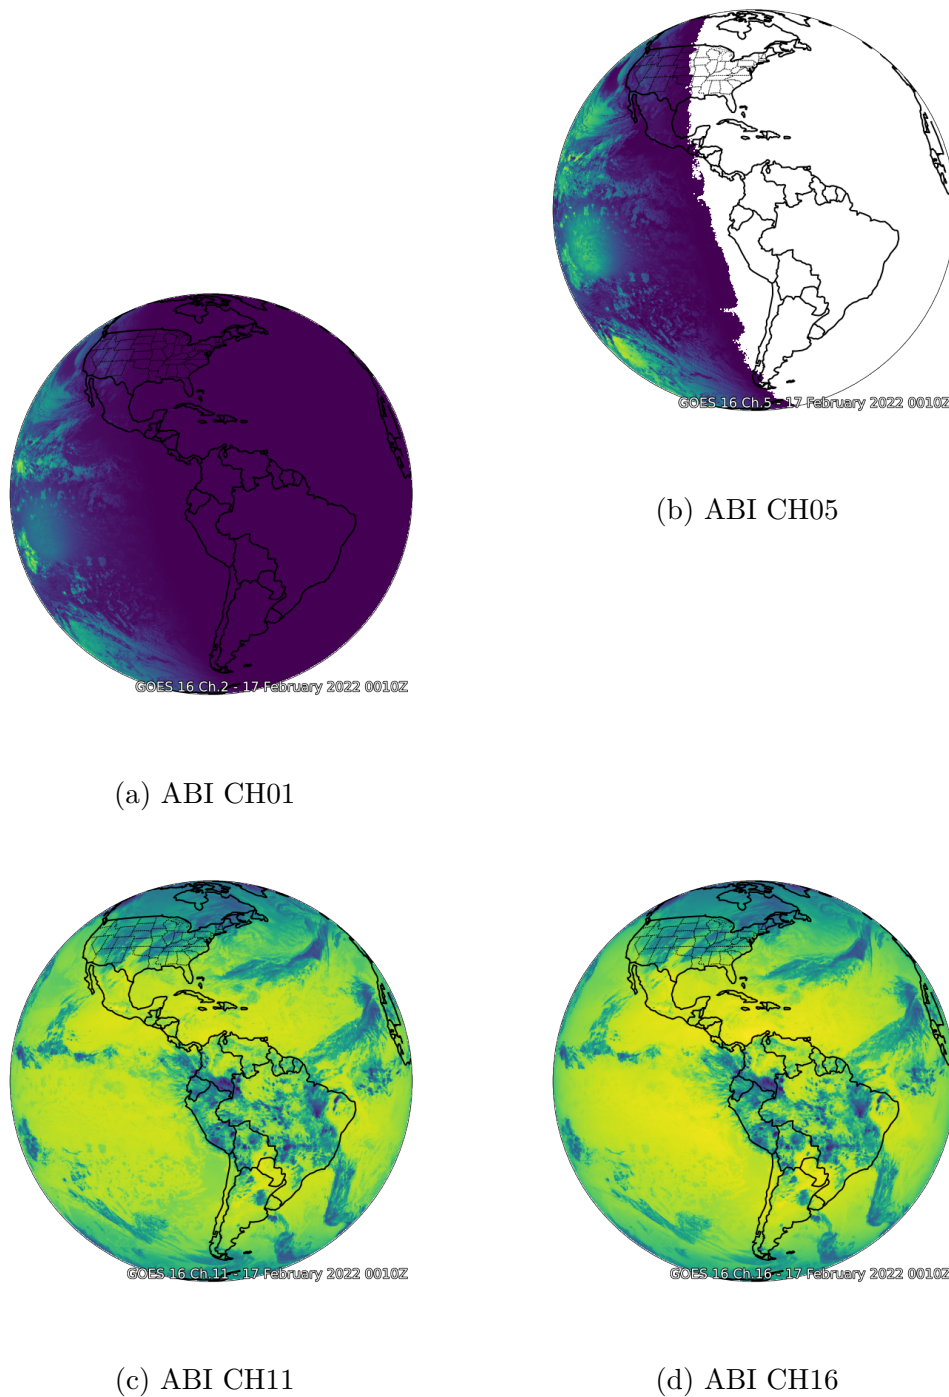 GOES 16 Ch.5 - 17 February 2022 0010Z
(b) ABI CH05
GOES 16 Ch.2 - 17 February 2022 0010Z
(a) ABI CH01
GOES 16 Ch.11 - 17 February 2022 0010Z
GOES 16 Ch.16 - 17 February 2022 0010Z
(c) ABI CH11
(d) ABI CH16